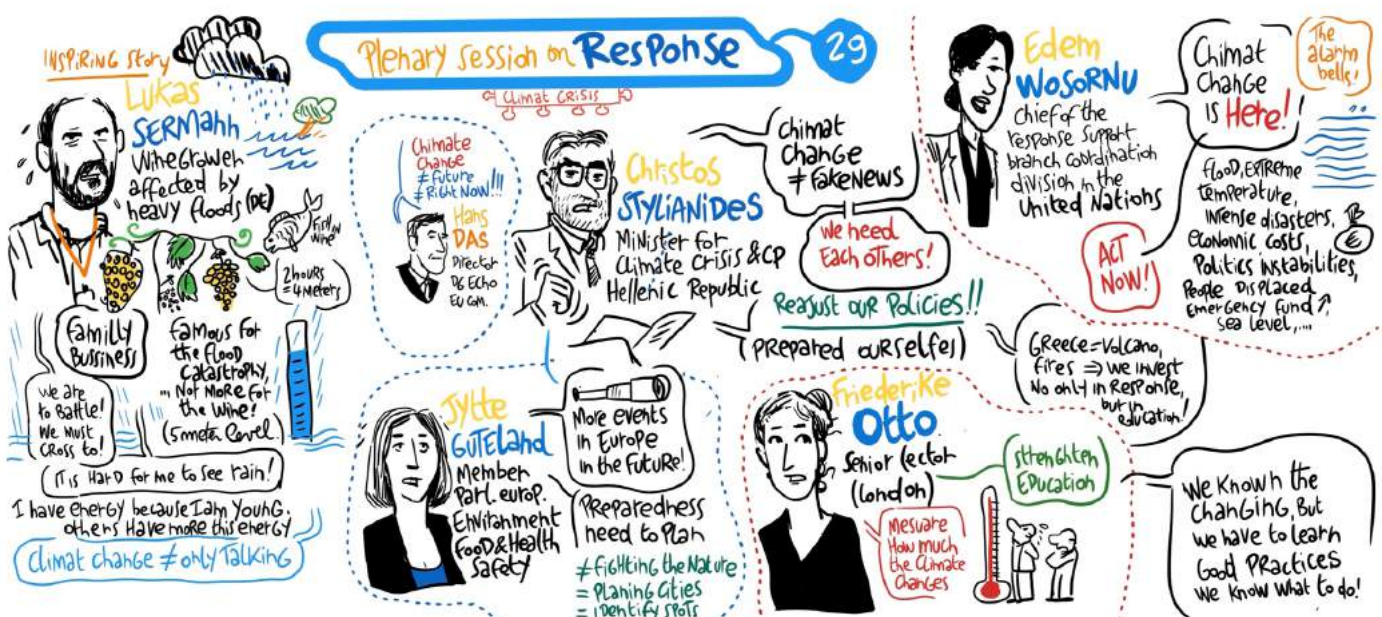 Plenary session on Response
29
Climat CRISIS
INSPIRING story
LUKAS
SERMANN
Wine Grower
affected by
heavy floods (DE)
Fish in
wine
2 hours
= 4 Meters
Familly
Bussiness
Famous for
the flood
catastrophy,
... Not More for
the wine!
(5 meter level)
We are
to Battle!
We must
CROSS to!
IT is HARD for me to see rain!
I have energy because I am YOUNG.
others HAVE more this energy
Climat change ≠ only Talking
Chimate
Change
≠ Future
≠ Right NOW!!!
Hans
DAS
Director
DG Echo
EU Com.
Christos
STYLIANIDES
Minister for
Climate Crisis & CP
Hellenic Republic
Chimat
Change
≠ FakeNEWS
We need
Each OTHers!
Reajust our Policies!!
(PREpared ourselfes)
Greece = Volcano,
fires ⇒ we invest
No only in Response,
but in
education!
Edem
WOSORNU
Chief of the
response support
branch coordination
division in the
United Nations
Chimat
Change
is Here!
The
alarm
bells!
ACT
NOW!
flood, EXTREME
temperature,
intense disasters,
Economic costs,
Politics instabilities,
People Displaced
Emergency fund ↗
sea level,...
Jytte
GUTELAND
Member
Parl. europ.
Environment
Food & Health
Safety
More events
in Europe
in the Future!
Preparedness
need to Plan
≠ fighting the Nature
= Planing Cities
= identify spots
Friederike
Otto
Senior lector
(London)
Mesuare
How much
the Climate
Changes
strenghten
Education
We Known the
CHANGING, But
we have to learn
Good PRACTICES
We know what to do!